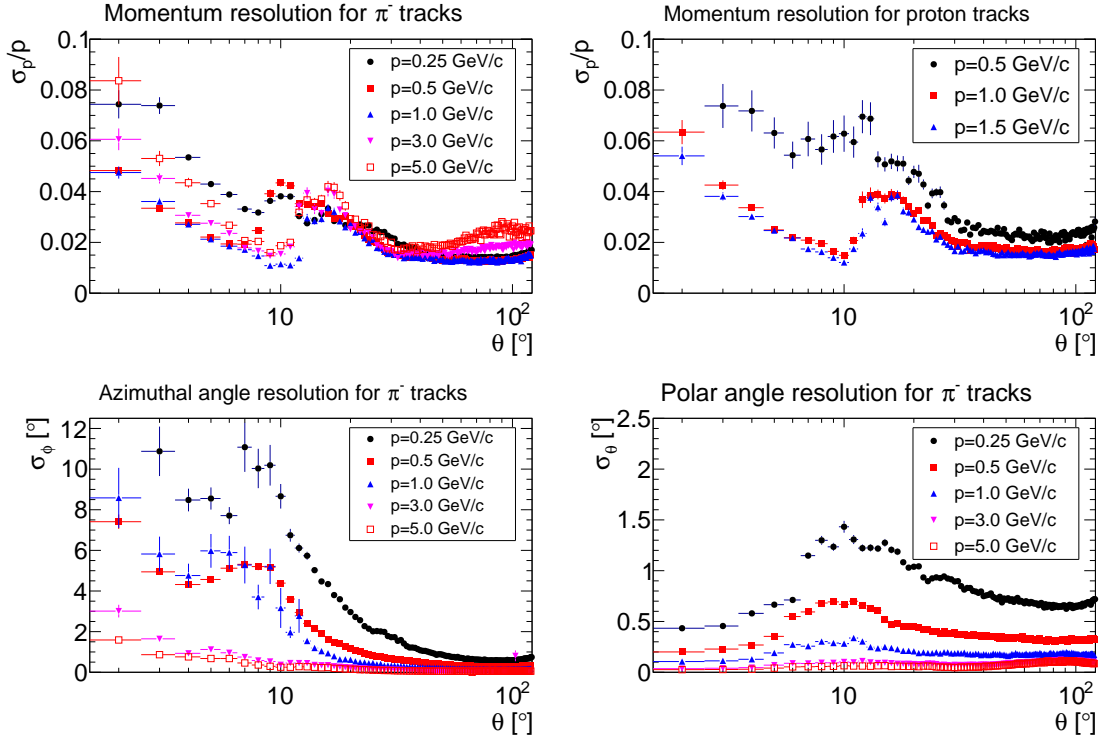 Momentum resolution for π⁻ tracks
σp/p
0.1
0.08
0.06
0.04
0.02
0
p=0.25 GeV/c
p=0.5 GeV/c
p=1.0 GeV/c
p=3.0 GeV/c
p=5.0 GeV/c
10
10²
θ [°]
Momentum resolution for proton tracks
σp/p
0.1
0.08
0.06
0.04
0.02
0
p=0.5 GeV/c
p=1.0 GeV/c
p=1.5 GeV/c
10
10²
θ [°]
Azimuthal angle resolution for π⁻ tracks
σϕ [°]
12
10
8
6
4
2
0
p=0.25 GeV/c
p=0.5 GeV/c
p=1.0 GeV/c
p=3.0 GeV/c
p=5.0 GeV/c
10
10²
θ [°]
Polar angle resolution for π⁻ tracks
σθ [°]
2.5
2
1.5
1
0.5
0
p=0.25 GeV/c
p=0.5 GeV/c
p=1.0 GeV/c
p=3.0 GeV/c
p=5.0 GeV/c
10
10²
θ [°]